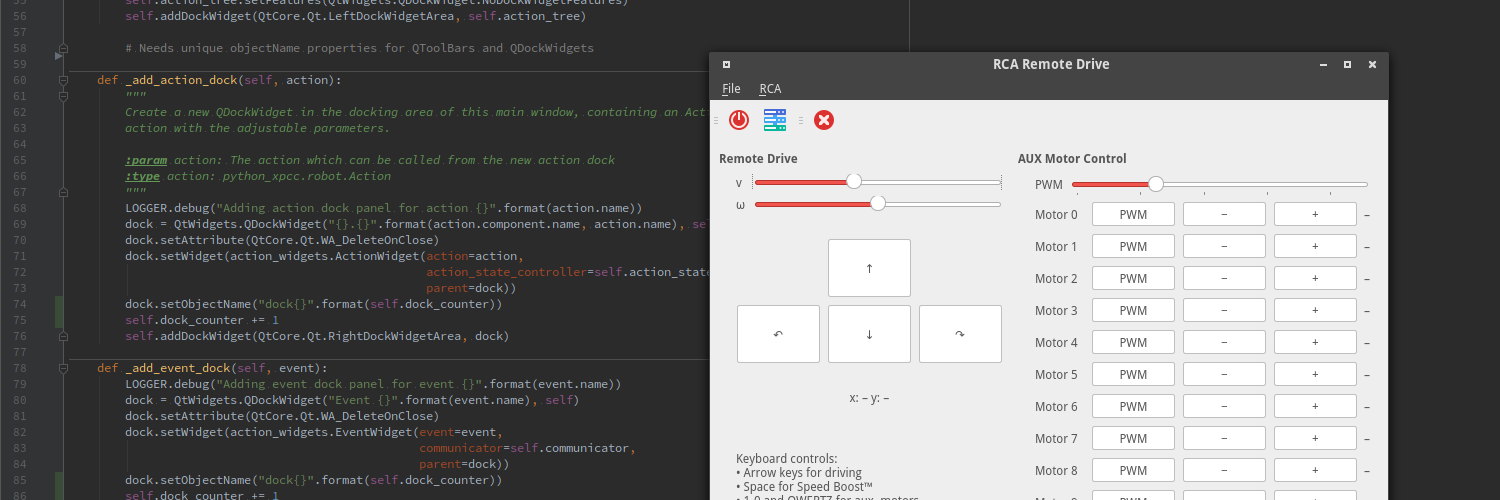 55 self.action_tree.setFeatures(QtWidgets.QDockWidget.NoDockWidgetFeatures)
56 self.addDockWidget(QtCore.Qt.LeftDockWidgetArea, self.action_tree)
57
58 # Needs unique objectName properties for QToolBars and QDockWidgets
59
60 def _add_action_dock(self, action):
61 """
62 Create a new QDockWidget in the docking area of this main window, containing an Act
63 action with the adjustable parameters.
64
65 :param action: The action which can be called from the new action dock
66 :type action: python_xpcc.robot.Action
67 """
68 LOGGER.debug("Adding action dock panel for action {}".format(action.name))
69 dock = QtWidgets.QDockWidget("{}.{}".format(action.component.name, action.name), se
70 dock.setAttribute(QtCore.Qt.WA_DeleteOnClose)
71 dock.setWidget(action_widgets.ActionWidget(action=action,
72 action_state_controller=self.action_state
73 parent=dock))
74 dock.setObjectName("dock{}".format(self.dock_counter))
75 self.dock_counter += 1
76 self.addDockWidget(QtCore.Qt.RightDockWidgetArea, dock)
77
78 def _add_event_dock(self, event):
79 LOGGER.debug("Adding event dock panel for event {}".format(event.name))
80 dock = QtWidgets.QDockWidget("Event {}".format(event.name), self)
81 dock.setAttribute(QtCore.Qt.WA_DeleteOnClose)
82 dock.setWidget(action_widgets.EventWidget(event=event,
83 communicator=self.communicator,
84 parent=dock))
85 dock.setObjectName("dock{}".format(self.dock_counter))
86 self.dock_counter += 1
RCA Remote Drive
File RCA
Remote Drive
v
ω
↑
↶ ↓ ↷
x: – y: –
Keyboard controls:
• Arrow keys for driving
• Space for Speed Boost™
• 1-0 and QWERTZ for aux. motors
AUX Motor Control
PWM
Motor 0 PWM − + –
Motor 1 PWM − + –
Motor 2 PWM − + –
Motor 3 PWM − + –
Motor 4 PWM − + –
Motor 5 PWM − + –
Motor 6 PWM − + –
Motor 7 PWM − + –
Motor 8 PWM − + –